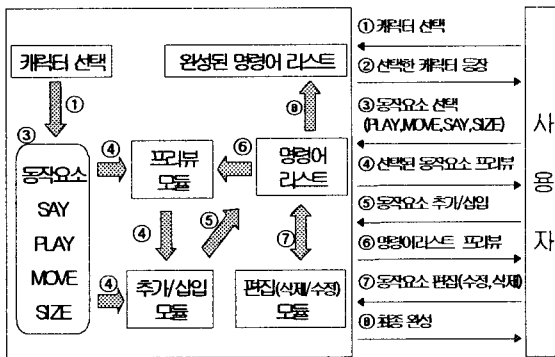 캐릭터 선택
완성된 명령어 리스트
①
⑧
③
동작요소
SAY
PLAY
MOVE
SIZE
④
프리뷰
모듈
⑥
명령어
리스트
④
⑤
⑦
④
추가/삽입
모듈
편집(삭제/수정)
모듈
① 캐릭터 선택
② 선택한 캐릭터 등장
③ 동작요소 선택
(PLAY,MOVE,SAY,SIZE)
④ 선택된 동작요소 프리뷰
⑤ 동작요소 추가/삽입
⑥ 명령어리스트 프리뷰
⑦ 동작요소 편집(수정,삭제)
⑧ 최종 완성
사
용
자